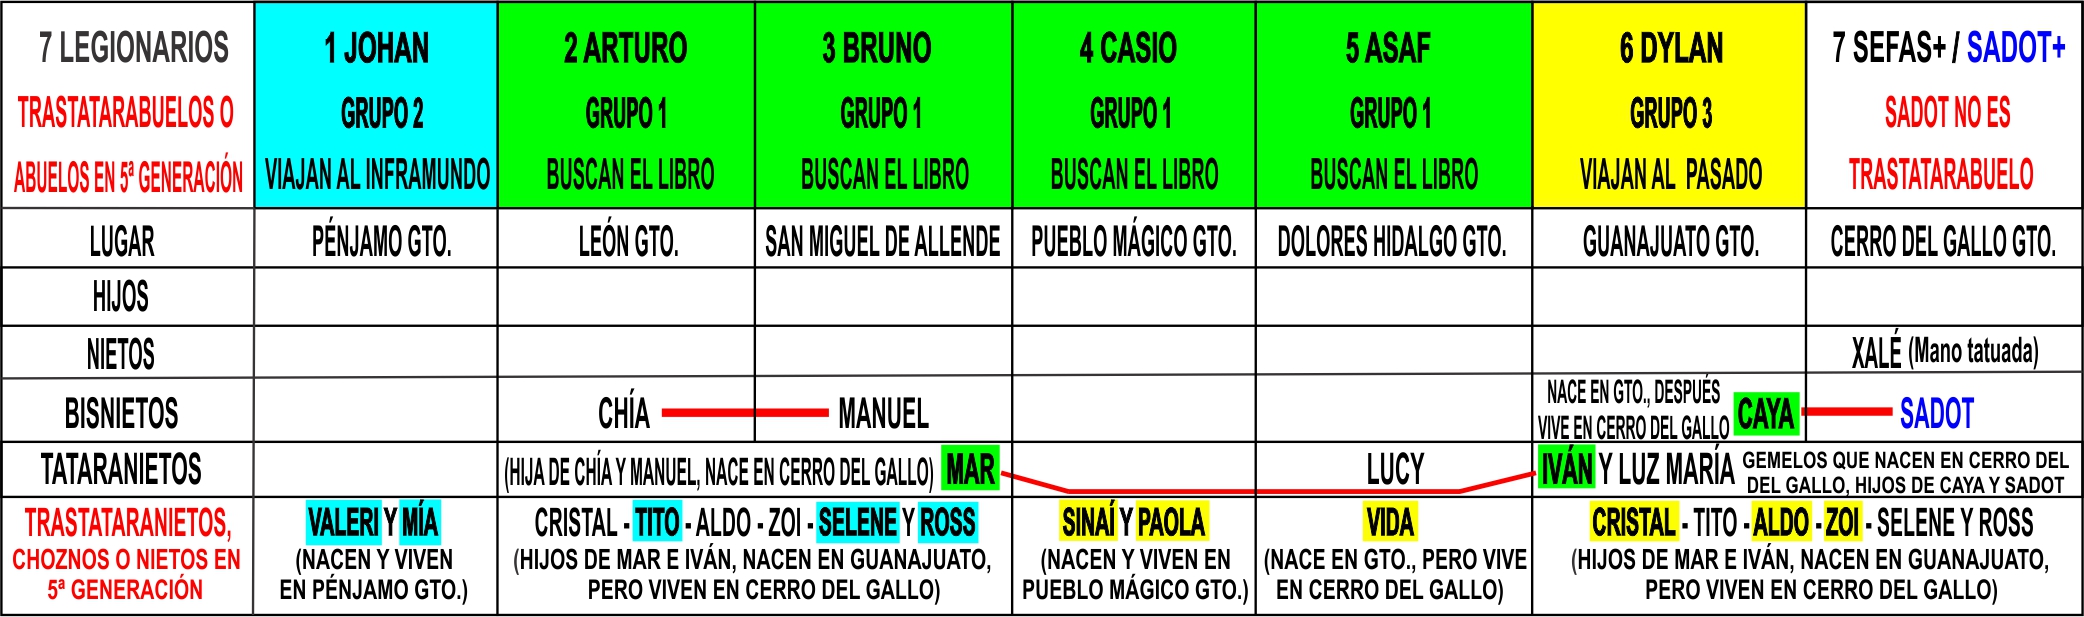 7 LEGIONARIOS
TRASTATARABUELOS O
ABUELOS EN 5ª GENERACIÓN
1 JOHAN
GRUPO 2
VIAJAN AL INFRAMUNDO
2 ARTURO
GRUPO 1
BUSCAN EL LIBRO
3 BRUNO
GRUPO 1
BUSCAN EL LIBRO
4 CASIO
GRUPO 1
BUSCAN EL LIBRO
5 ASAF
GRUPO 1
BUSCAN EL LIBRO
6 DYLAN
GRUPO 3
VIAJAN AL PASADO
7 SEFAS+ / SADOT+
SADOT NO ES
TRASTATARABUELO
LUGAR
PÉNJAMO GTO.
LEÓN GTO.
SAN MIGUEL DE ALLENDE
PUEBLO MÁGICO GTO.
DOLORES HIDALGO GTO.
GUANAJUATO GTO.
CERRO DEL GALLO GTO.
HIJOS
NIETOS
XALÉ (Mano tatuada)
BISNIETOS
CHÍA
MANUEL
NACE EN GTO., DESPUÉS
VIVE EN CERRO DEL GALLO
CAYA
SADOT
TATARANIETOS
(HIJA DE CHÍA Y MANUEL, NACE EN CERRO DEL GALLO) MAR
LUCY
IVÁN Y LUZ MARÍA
GEMELOS QUE NACEN EN CERRO DEL
DEL GALLO, HIJOS DE CAYA Y SADOT
TRASTATARANIETOS,
CHOZNOS O NIETOS EN
5ª GENERACIÓN
VALERI Y MÍA
(NACEN Y VIVEN
EN PÉNJAMO GTO.)
CRISTAL - TITO - ALDO - ZOI - SELENE Y ROSS
(HIJOS DE MAR E IVÁN, NACEN EN GUANAJUATO,
PERO VIVEN EN CERRO DEL GALLO)
SINAÍ Y PAOLA
(NACEN Y VIVEN EN
PUEBLO MÁGICO GTO.)
VIDA
(NACE EN GTO., PERO VIVE
EN CERRO DEL GALLO)
CRISTAL - TITO - ALDO - ZOI - SELENE Y ROSS
(HIJOS DE MAR E IVÁN, NACEN EN GUANAJUATO,
PERO VIVEN EN CERRO DEL GALLO)